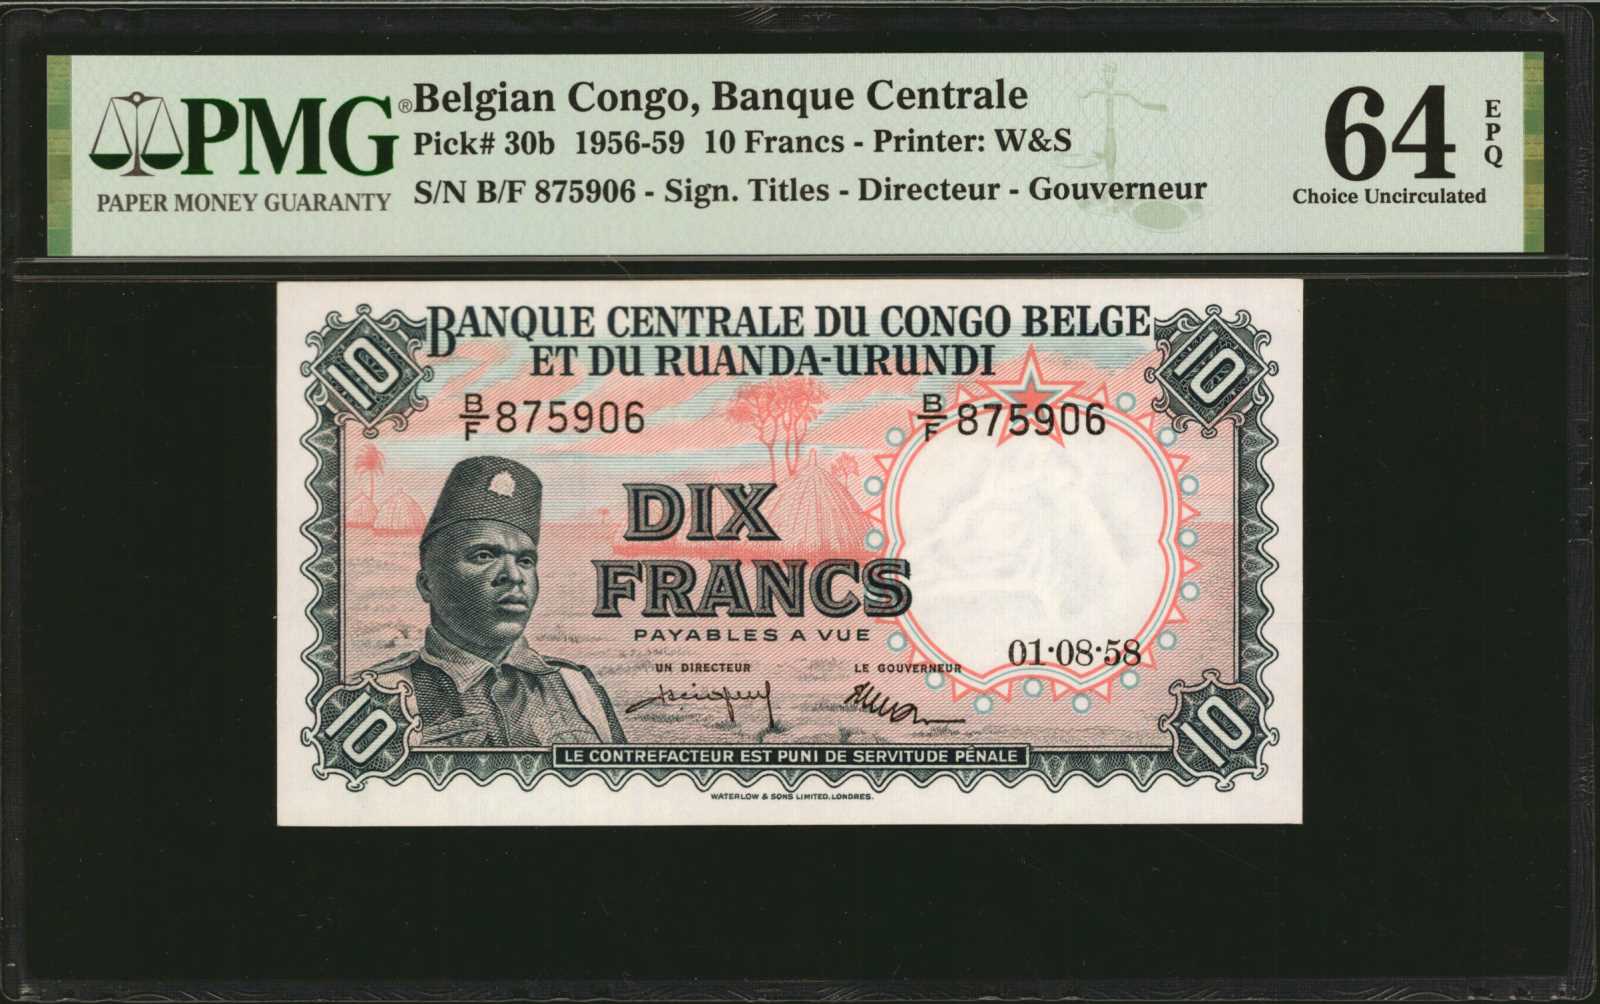 PMG®
PAPER MONEY GUARANTY
Belgian Congo, Banque Centrale
Pick# 30b 1956-59 10 Francs - Printer: W&S
S/N B/F 875906 - Sign. Titles - Directeur - Gouverneur
64 EPQ
Choice Uncirculated
10 BANQUE CENTRALE DU CONGO BELGE 10
ET DU RUANDA-URUNDI
B/F 875906 B/F 875906
DIX
FRANCS
PAYABLES A VUE
UN DIRECTEUR LE GOUVERNEUR 01·08·58
10 10
LE CONTREFACTEUR EST PUNI DE SERVITUDE PÉNALE
WATERLOW & SONS LIMITED, LONDRES.